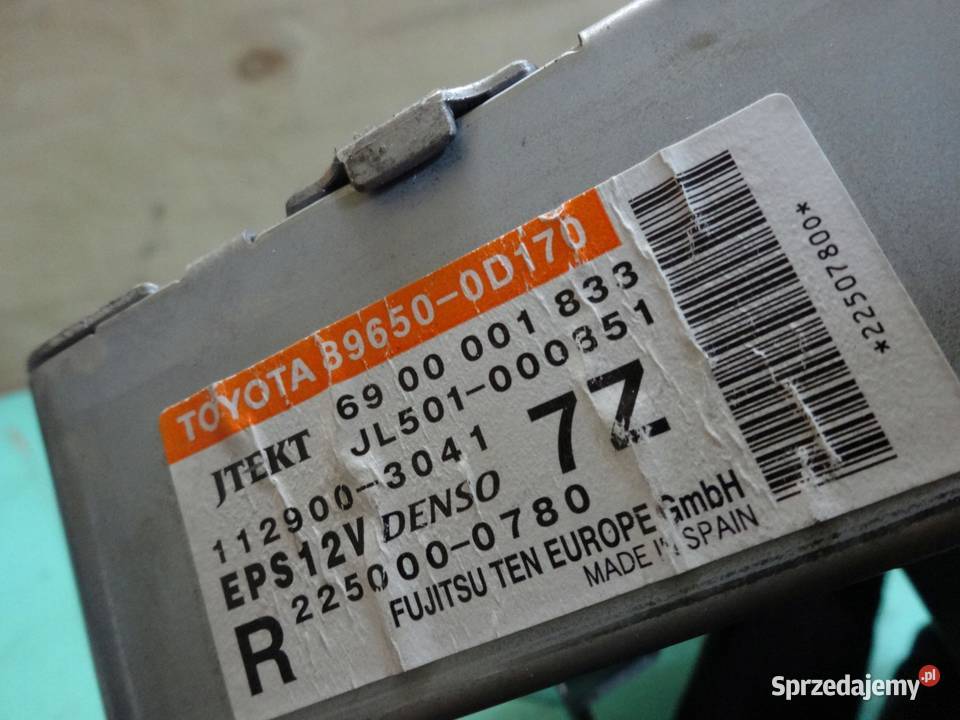 TOYOTA 89650-0D170
69 00 001 833
JTEKT JL501-000851
112900-3041 7Z
EPS12V DENSO
225000-0780
R FUJITSU TEN EUROPE GmbH
MADE IN SPAIN
*22507800*
Sprzedajemy.pl